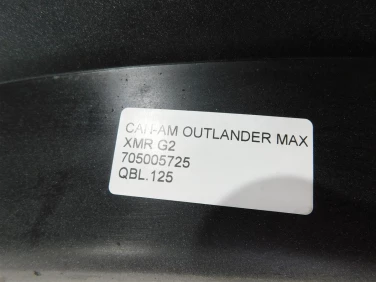 CAN-AM OUTLANDER MAX
XMR G2
705005725
QBL.125